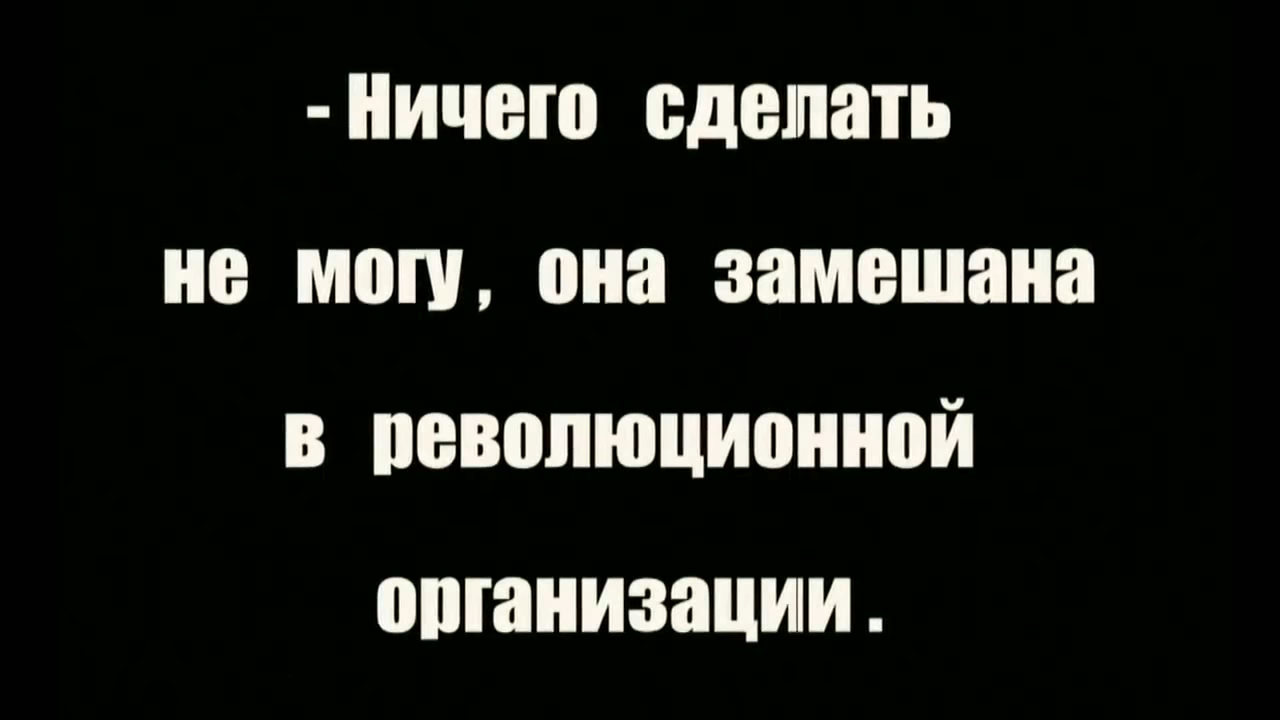 - Ничего сделать
не могу, она замешана
в революционной
организации.